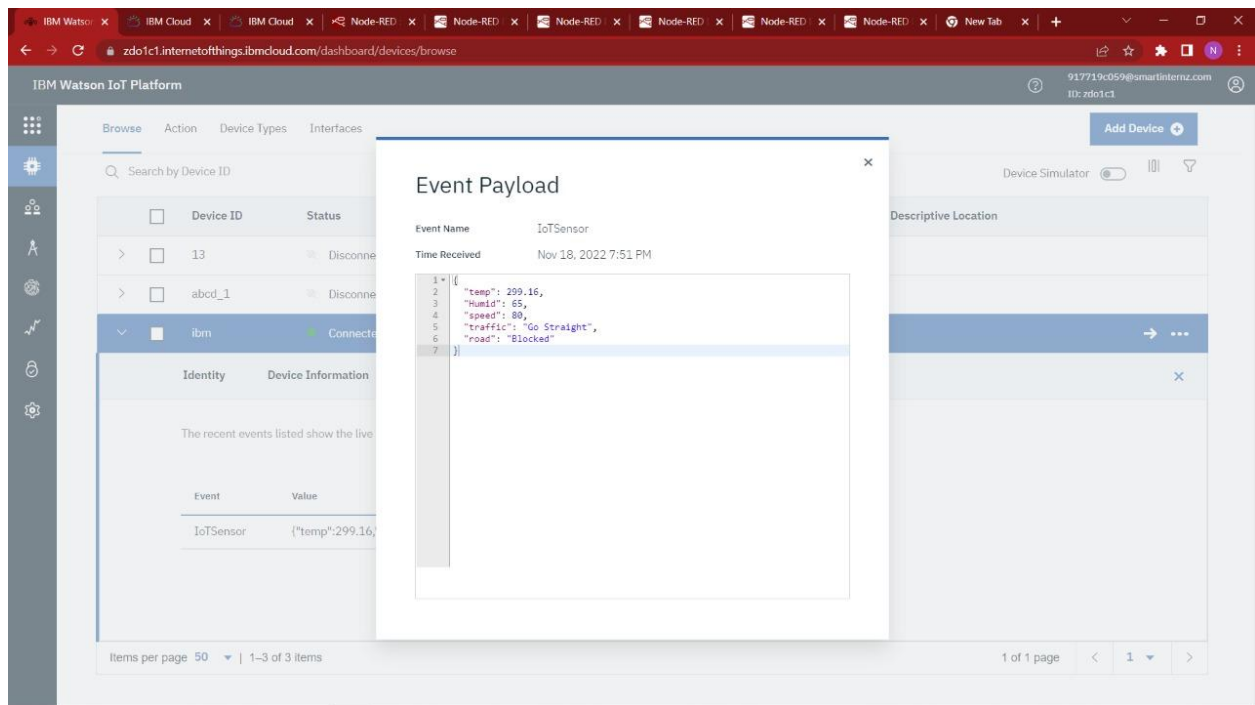 IBM Watson
IBM Cloud
IBM Cloud
Node-RED
Node-RED
Node-RED
Node-RED
Node-RED
Node-RED
New Tab
zdo1c1.internetofthings.ibmcloud.com/dashboard/devices/browse
N
IBM Watson IoT Platform
917719c059@smartinternz.com
ID: zdo1c1
Browse Action Device Types Interfaces
Add Device
Search by Device ID
Device Simulator
Device ID Status Descriptive Location
13 Disconne
abcd_1 Disconne
ibm Connecte
Identity Device Information
The recent events listed show the live
Event Value
IoTSensor {"temp":299.16,"
Event Payload
Event Name IoTSensor
Time Received Nov 18, 2022 7:51 PM
1 {
2 "temp": 299.16,
3 "Humid": 65,
4 "speed": 80,
5 "traffic": "Go Straight",
6 "road": "Blocked"
7 }
Items per page 50 | 1–3 of 3 items
1 of 1 page 1